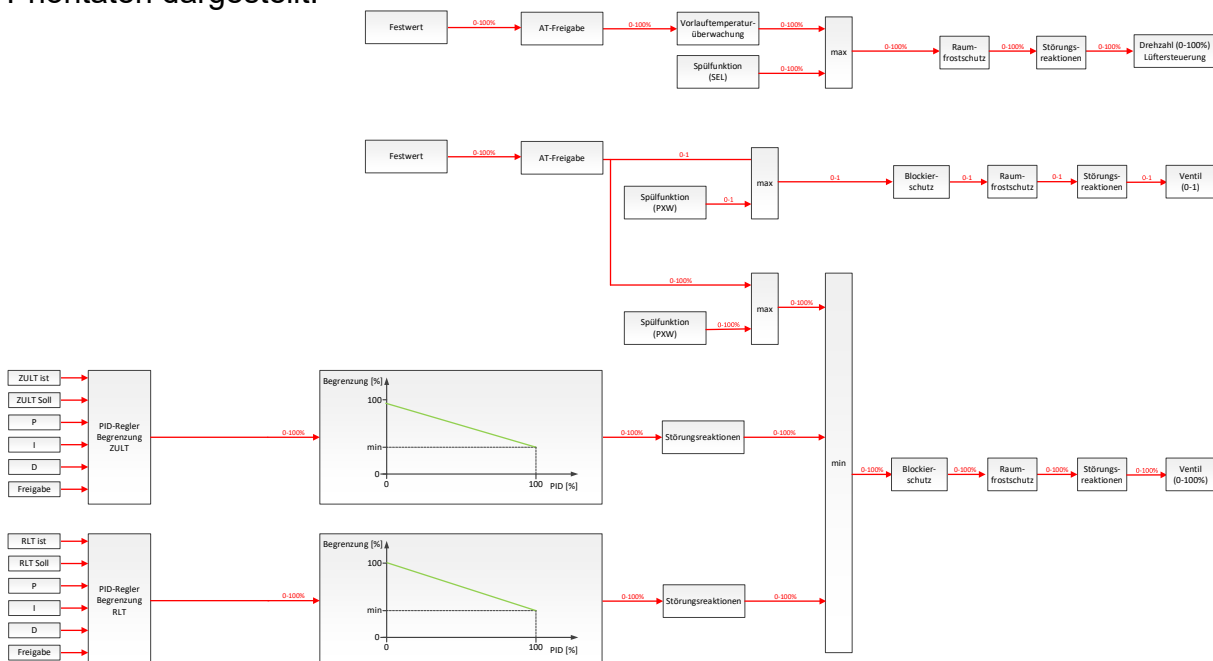 Prioritäten dargestellt.
Festwert
0-100%
AT-Freigabe
0-100%
Vorlauftemperatur-
überwachung
0-100%
Spülfunktion
(SEL)
0-100%
max
0-100%
Raum-
frostschutz
0-100%
Störungs-
reaktionen
0-100%
Drehzahl (0-100%)
Lüftersteuerung
Festwert
0-100%
AT-Freigabe
0-1
Spülfunktion
(PXW)
0-1
max
0-1
Blockier-
schutz
0-1
Raum-
frostschutz
0-1
Störungs-
reaktionen
0-1
Ventil
(0-1)
0-100%
Spülfunktion
(PXW)
0-100%
max
0-100%
ZULT ist
ZULT Soll
P
I
D
Freigabe
PID-Regler
Begrenzung
ZULT
0-100%
Begrenzung [%]
100
min
0
0
100
PID [%]
0-100%
Störungsreaktionen
0-100%
min
0-100%
Blockier-
schutz
0-100%
Raum-
frostschutz
0-100%
Störungs-
reaktionen
0-100%
Ventil
(0-100%)
RLT ist
RLT Soll
P
I
D
Freigabe
PID-Regler
Begrenzung
RLT
0-100%
Begrenzung [%]
100
min
0
0
100
PID [%]
0-100%
Störungsreaktionen
0-100%